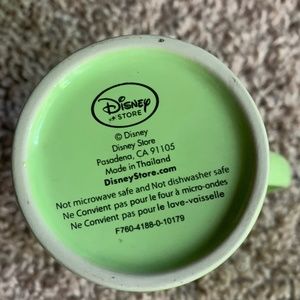 Disney
STORE
© Disney
Disney Store
Pasadena, CA 91105
Made in Thailand
DisneyStore.com
Not microwave safe and Not dishwasher safe
Ne Convient pas pour le four à micro-ondes
Ne Convient pas pour le lave-vaisselle
F760-4188-0-10179